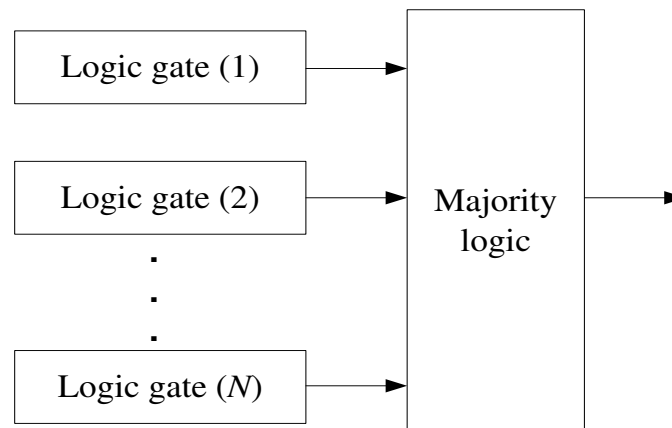 Logic gate (1)
Logic gate (2)
Majority
logic
Logic gate (N)